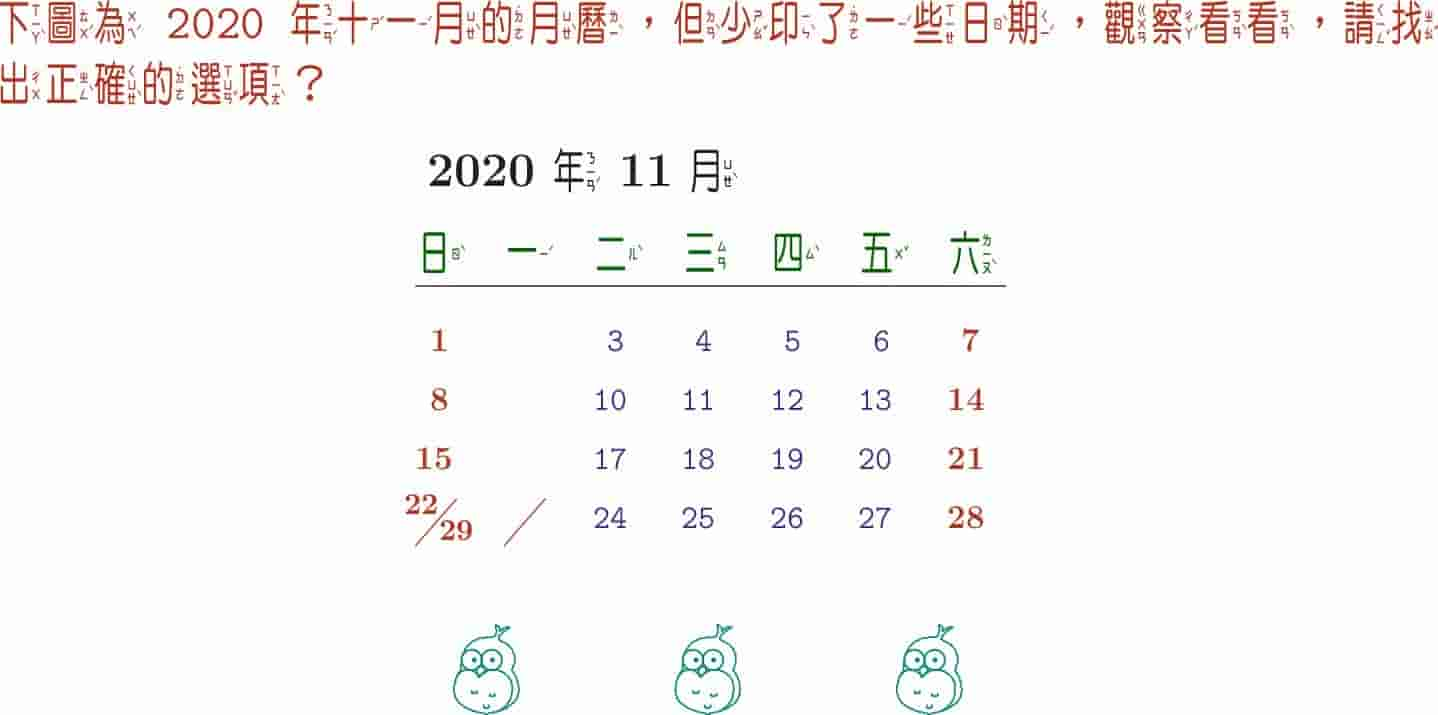 下圖為 2020 年十一月的月曆，但少印了一些日期，觀察看看，請找
出正確的選項？
2020 年 11 月
日 一 二 三 四 五 六
1 3 4 5 6 7
8 10 11 12 13 14
15 17 18 19 20 21
22/29 / 24 25 26 27 28